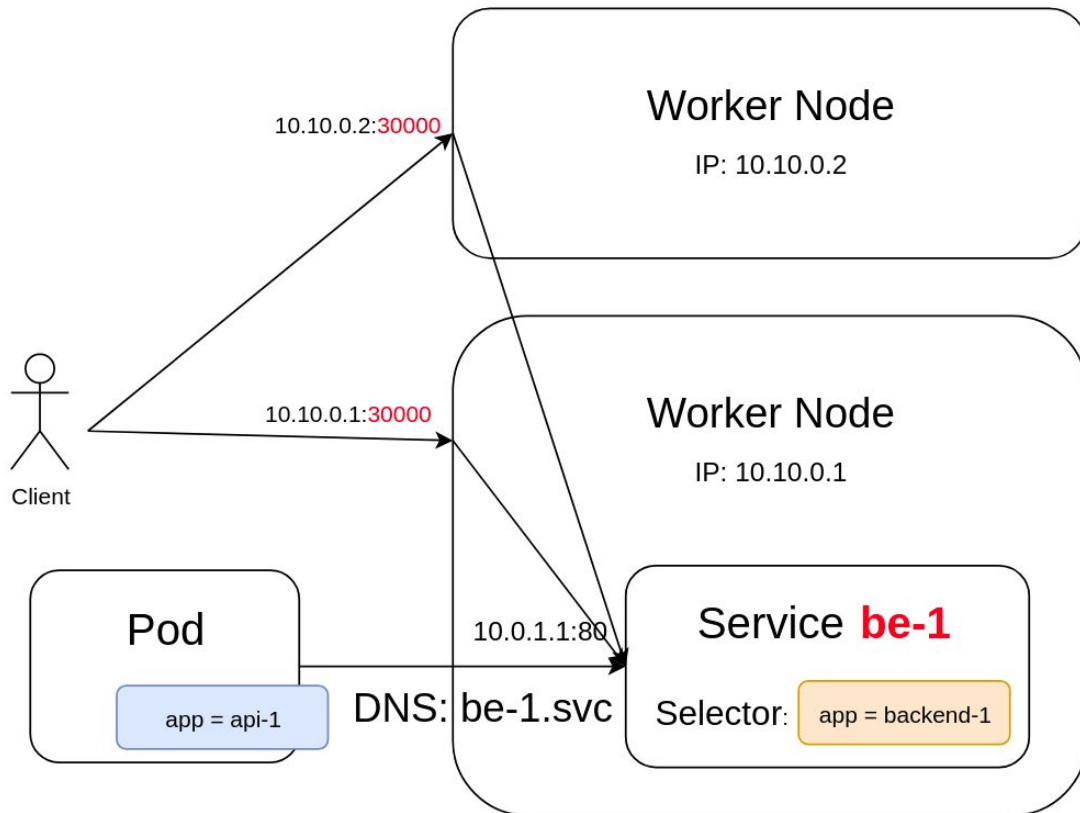 Worker Node
IP: 10.10.0.2
10.10.0.2:30000
Worker Node
IP: 10.10.0.1
10.10.0.1:30000
Client
Pod
app = api-1
10.0.1.1:80
DNS: be-1.svc
Service be-1
Selector: app = backend-1